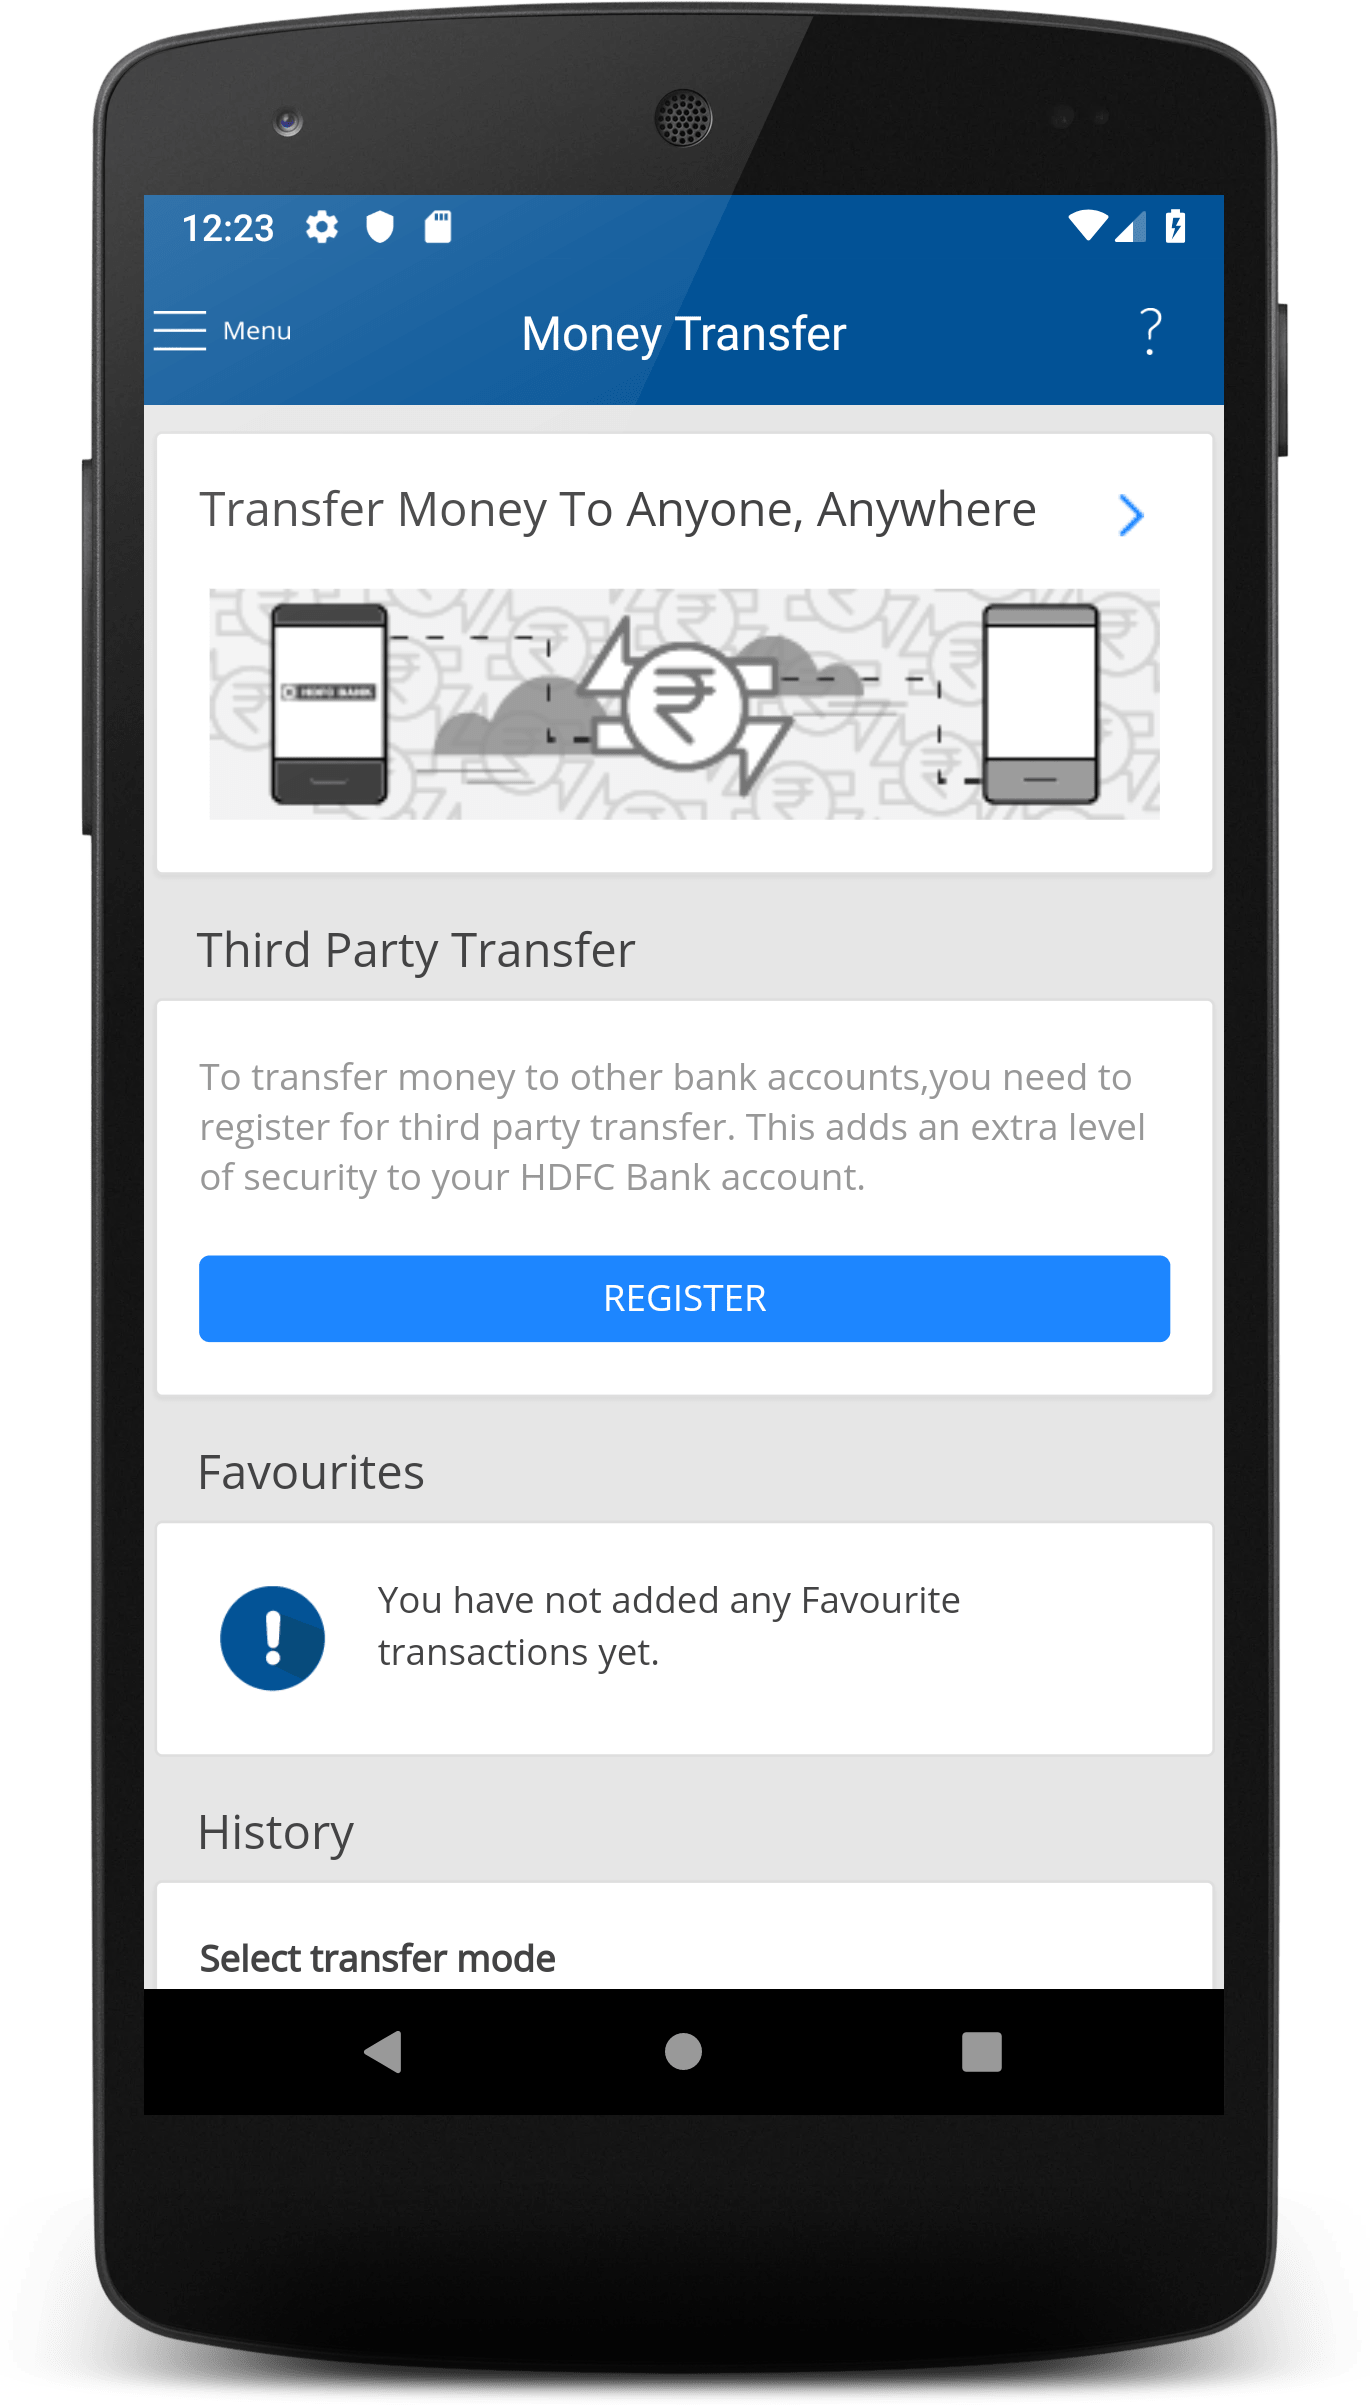 12:23
Menu
Money Transfer
?
Transfer Money To Anyone, Anywhere
HDFC BANK
Third Party Transfer
To transfer money to other bank accounts,you need to
register for third party transfer. This adds an extra level
of security to your HDFC Bank account.
REGISTER
Favourites
You have not added any Favourite
transactions yet.
History
Select transfer mode